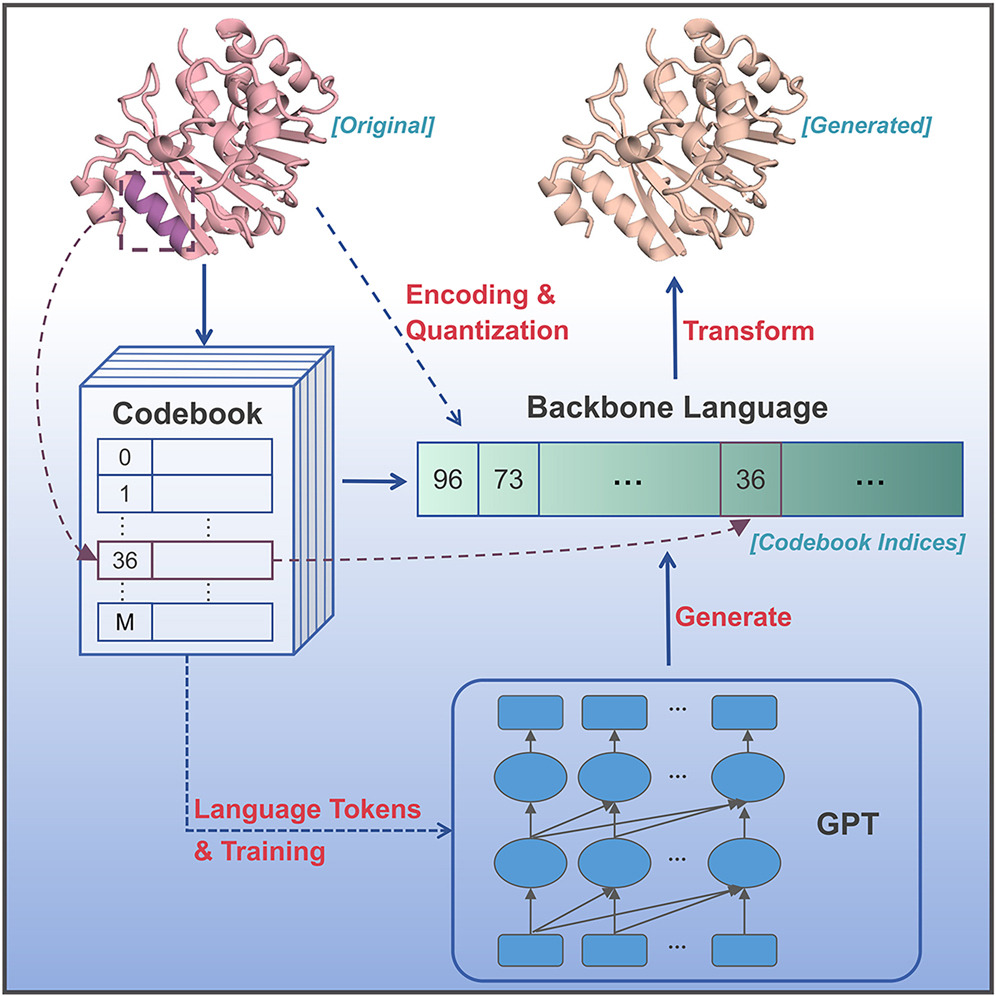 [Original]
[Generated]
Encoding &
Quantization
Transform
Codebook
Backbone Language
0
1
⋮ ⋮
36
⋮ ⋮
M
96 73 ... 36 ...
[Codebook Indices]
Generate
...
...
GPT
Language Tokens
& Training
...
...